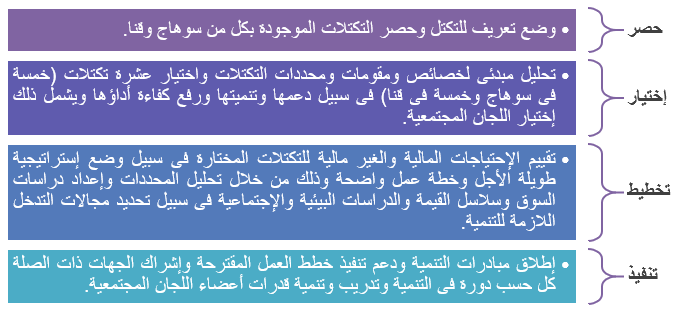 حصر
• وضع تعريف للتكتل وحصر التكتلات الموجودة بكل من سوهاج وقنا.
إختيار
• تحليل مبدئى لخصائص ومقومات ومحددات التكتلات واختيار عشرة تكتلات (خمسة
فى سوهاج وخمسة فى قنا) فى سبيل دعمها وتنميتها ورفع كفاءة أداؤها ويشمل ذلك
إختيار اللجان المجتمعية.
تخطيط
• تقييم الإحتياجات المالية والغير مالية للتكتلات المختارة فى سبيل وضع إستراتيجية
طويلة الأجل وخطة عمل واضحة وذلك من خلال تحليل المحددات وإعداد دراسات
السوق وسلاسل القيمة والدراسات البيئية والإجتماعية فى سبيل تحديد مجالات التدخل
اللازمة للتنمية.
تنفيذ
• إطلاق مبادرات التنمية ودعم تنفيذ خطط العمل المقترحة وإشراك الجهات ذات الصلة
كل حسب دورة فى التنمية وتدريب وتنمية قدرات أعضاء اللجان المجتمعية.